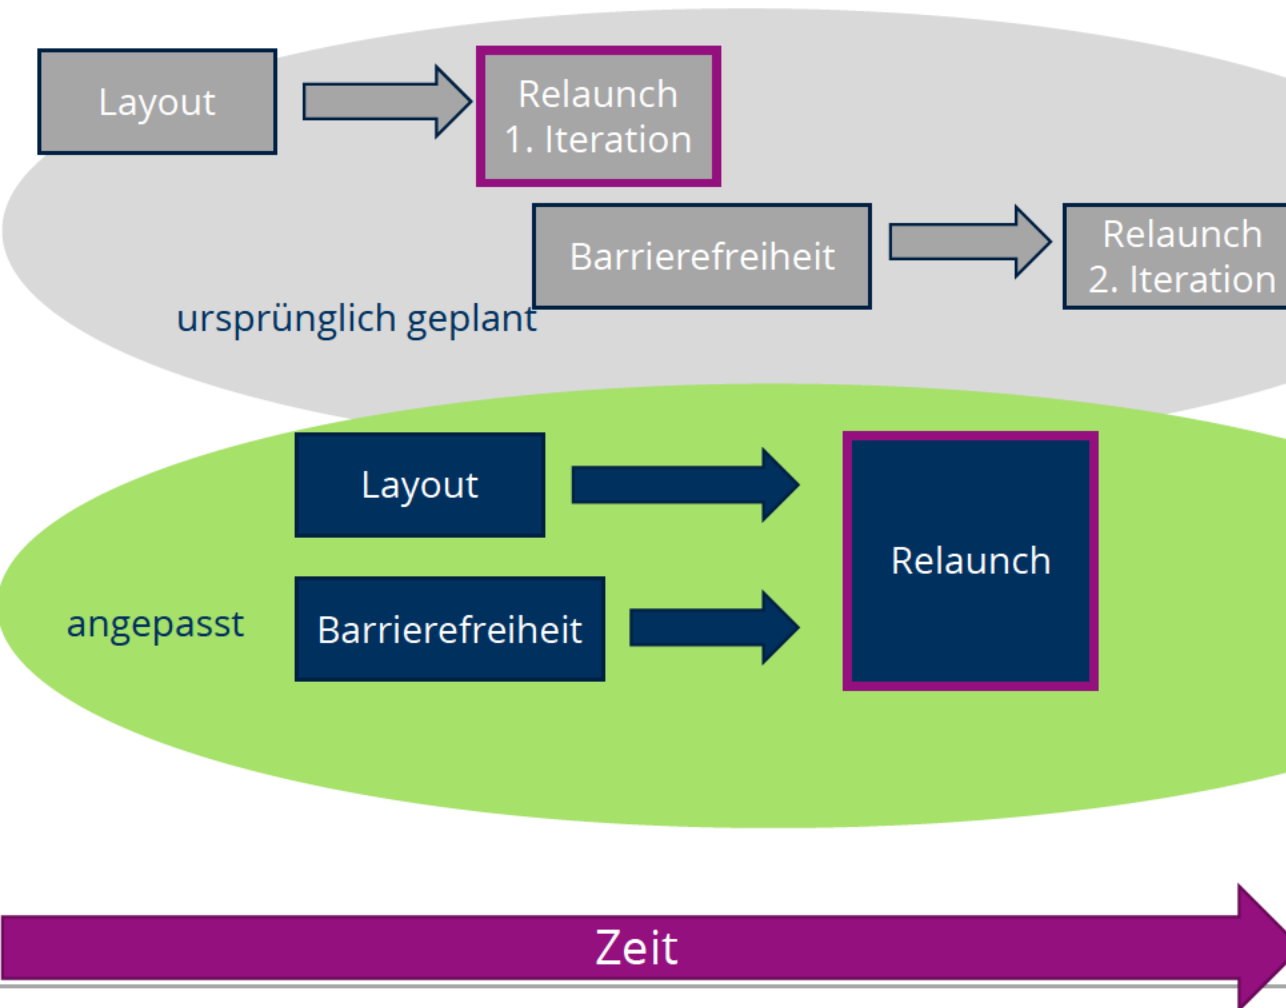 Layout
Relaunch
1. Iteration
Barrierefreiheit
Relaunch
2. Iteration
ursprünglich geplant
Layout
Relaunch
angepasst
Barrierefreiheit
Zeit